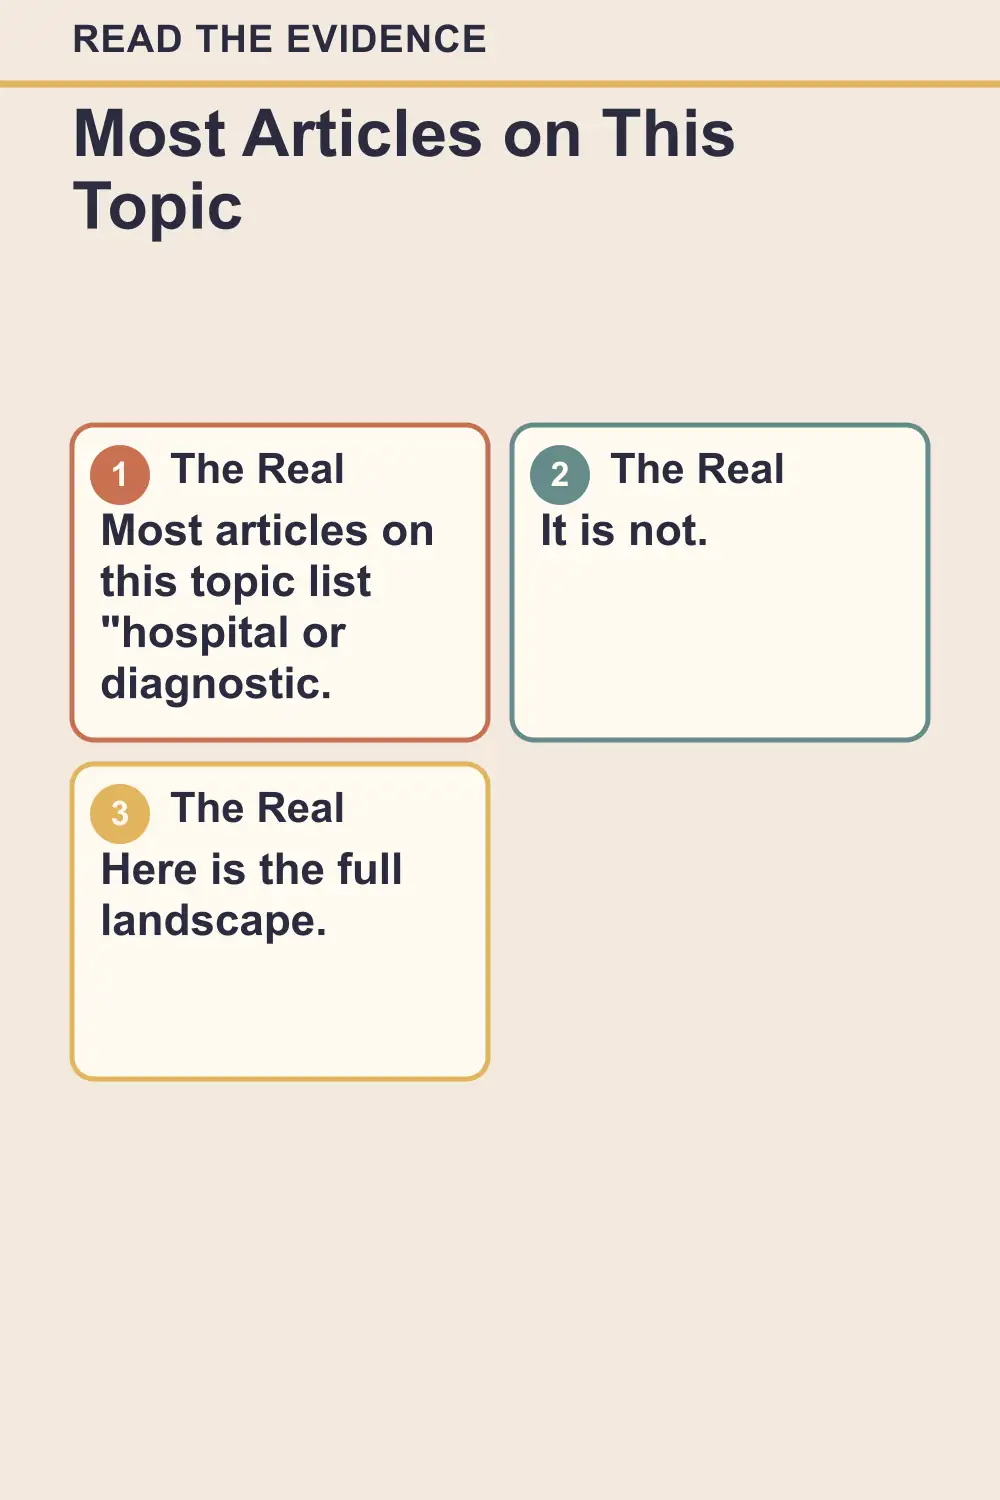 READ THE EVIDENCE
Most Articles on This
Topic
1 The Real
Most articles on
this topic list
"hospital or
diagnostic.
2 The Real
It is not.
3 The Real
Here is the full
landscape.